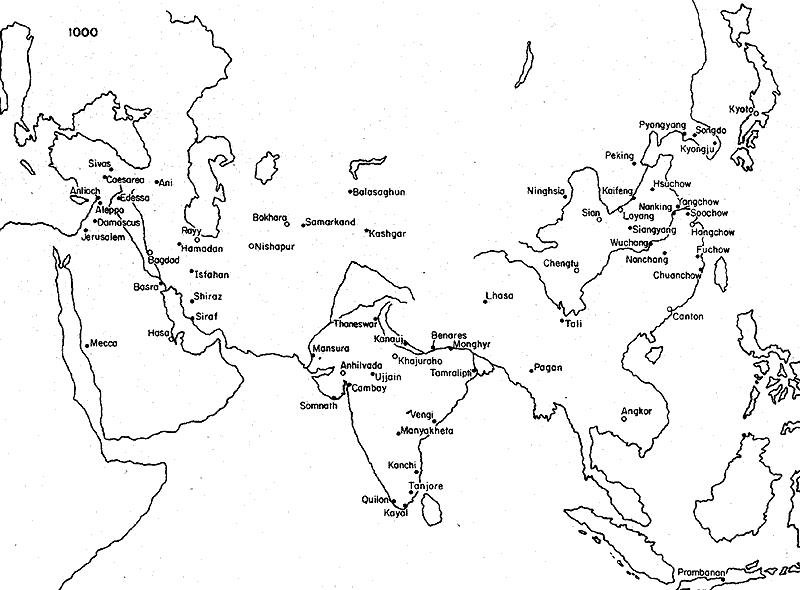 1000
Kyoto
Pyongyang
Songdo
Kyongju
Peking
Sivas
Caesarea
Ani
Antioch
Edessa
Aleppo
Damascus
Jerusalem
Balasaghun
Ninghsia
Kaifeng
Hsuchow
Sian
Loyang
Nanking
Yangchow
Soochow
Siangyang
Hangchow
Wuchang
Nanchang
Fuchow
Chengtu
Chuanchow
Bokhara
Samarkand
Kashgar
Rayy
Hamadan
Nishapur
Bagdad
Isfahan
Basra
Shiraz
Siraf
Hasa
Mecca
Lhasa
Tali
Canton
Thaneswar
Kanauj
Benares
Monghyr
Mansura
Khajuraho
Anhilvada
Ujjain
Tamralipti
Pagan
Cambay
Somnath
Angkor
Vengi
Manyakheta
Kanchi
Tanjore
Quilon
Kayal
Prambanan